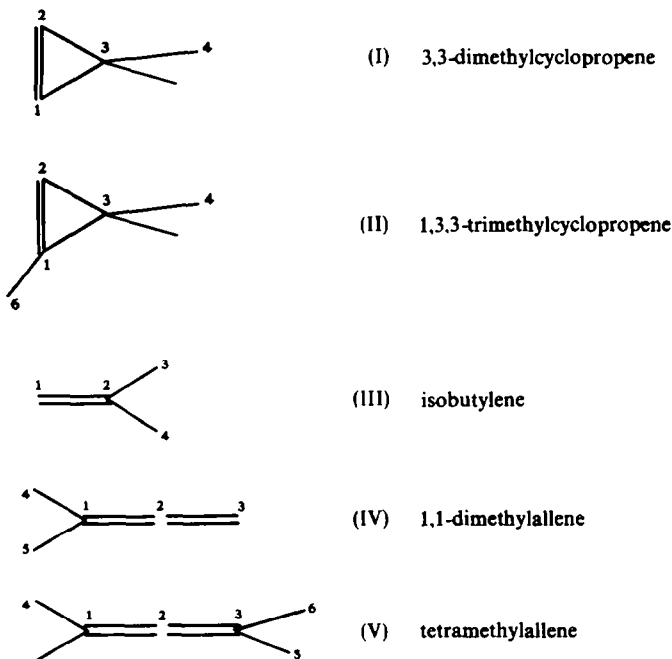 2
3
4
(I) 3,3-dimethylcyclopropene
1
2
3
4
(II) 1,3,3-trimethylcyclopropene
1
6
1 2 3
(III) isobutylene
4
4 1 2 3
(IV) 1,1-dimethylallene
5
4 1 2 3 6
(V) tetramethylallene
5